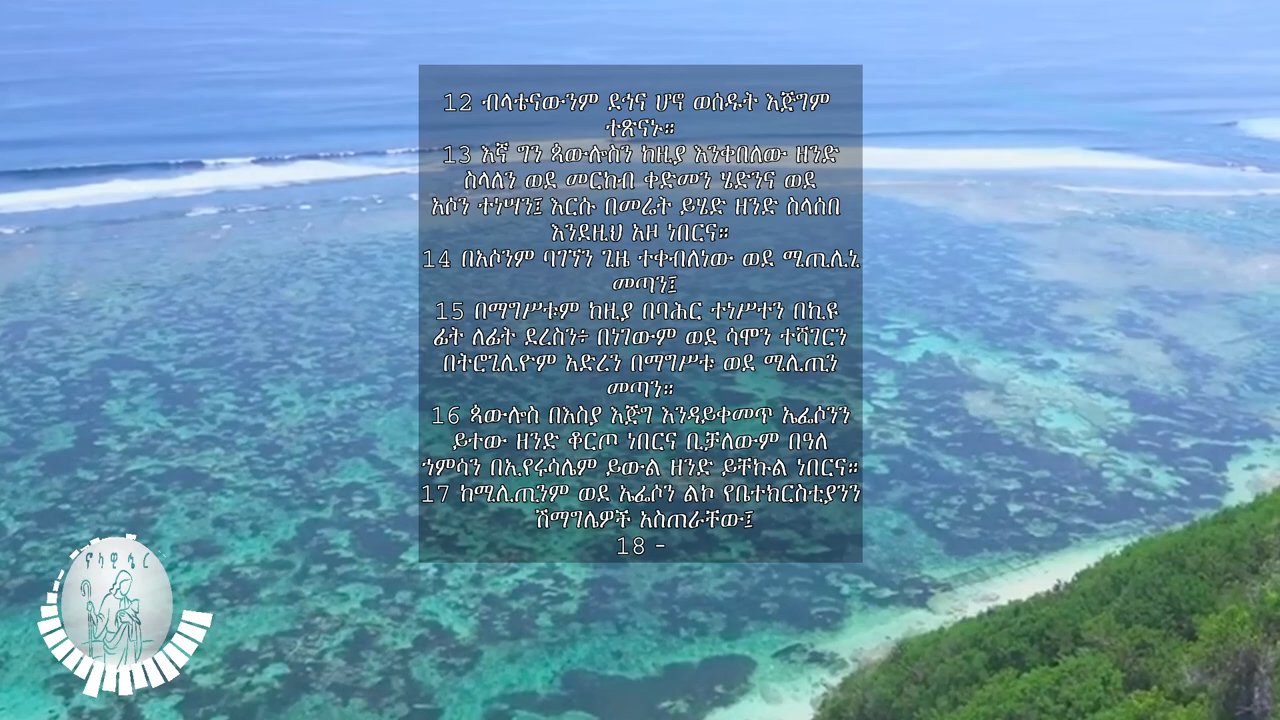 12 ብላቴናውንም ደኅና ሆኖ ወሰዱት እጅግም
ተጽናኑ።
13 እኛ ግን ጳውሎስን ከዚያ እንቀበለው ዘንድ
ስላለን ወደ መርከብ ቀድመን ሄድንና ወደ
አሶን ተነሣን፤ እርሱ በመሬት ይሄድ ዘንድ ስላሰበ
እንደዚህ አዞ ነበርና።
14 በአሶንም ባገኘን ጊዜ ተቀብለነው ወደ ሚጢሊኒ
መጣን፤
15 በማግሥቱም ከዚያ በባሕር ተነሥተን በኪዩ
ፊት ለፊት ደረስን፥ በነገውም ወደ ሳሞን ተሻገርን
በትሮጊሊዮም አድረን በማግሥቱ ወደ ሚሊጢን
መጣን።
16 ጳውሎስ በእስያ እጅግ እንዳይቀመጥ ኤፌሶንን
ይተው ዘንድ ቆርጦ ነበርና ቢቻለውም በዓለ
ኀምሳን በኢየሩሳሌም ይውል ዘንድ ይቸኩል ነበርና።
17 ከሚሊጢንም ወደ ኤፌሶን ልኮ የቤተክርስቲያንን
ሽማግሌዎች አስጠራቸው፤
18 -
ኖላዊ ሔር